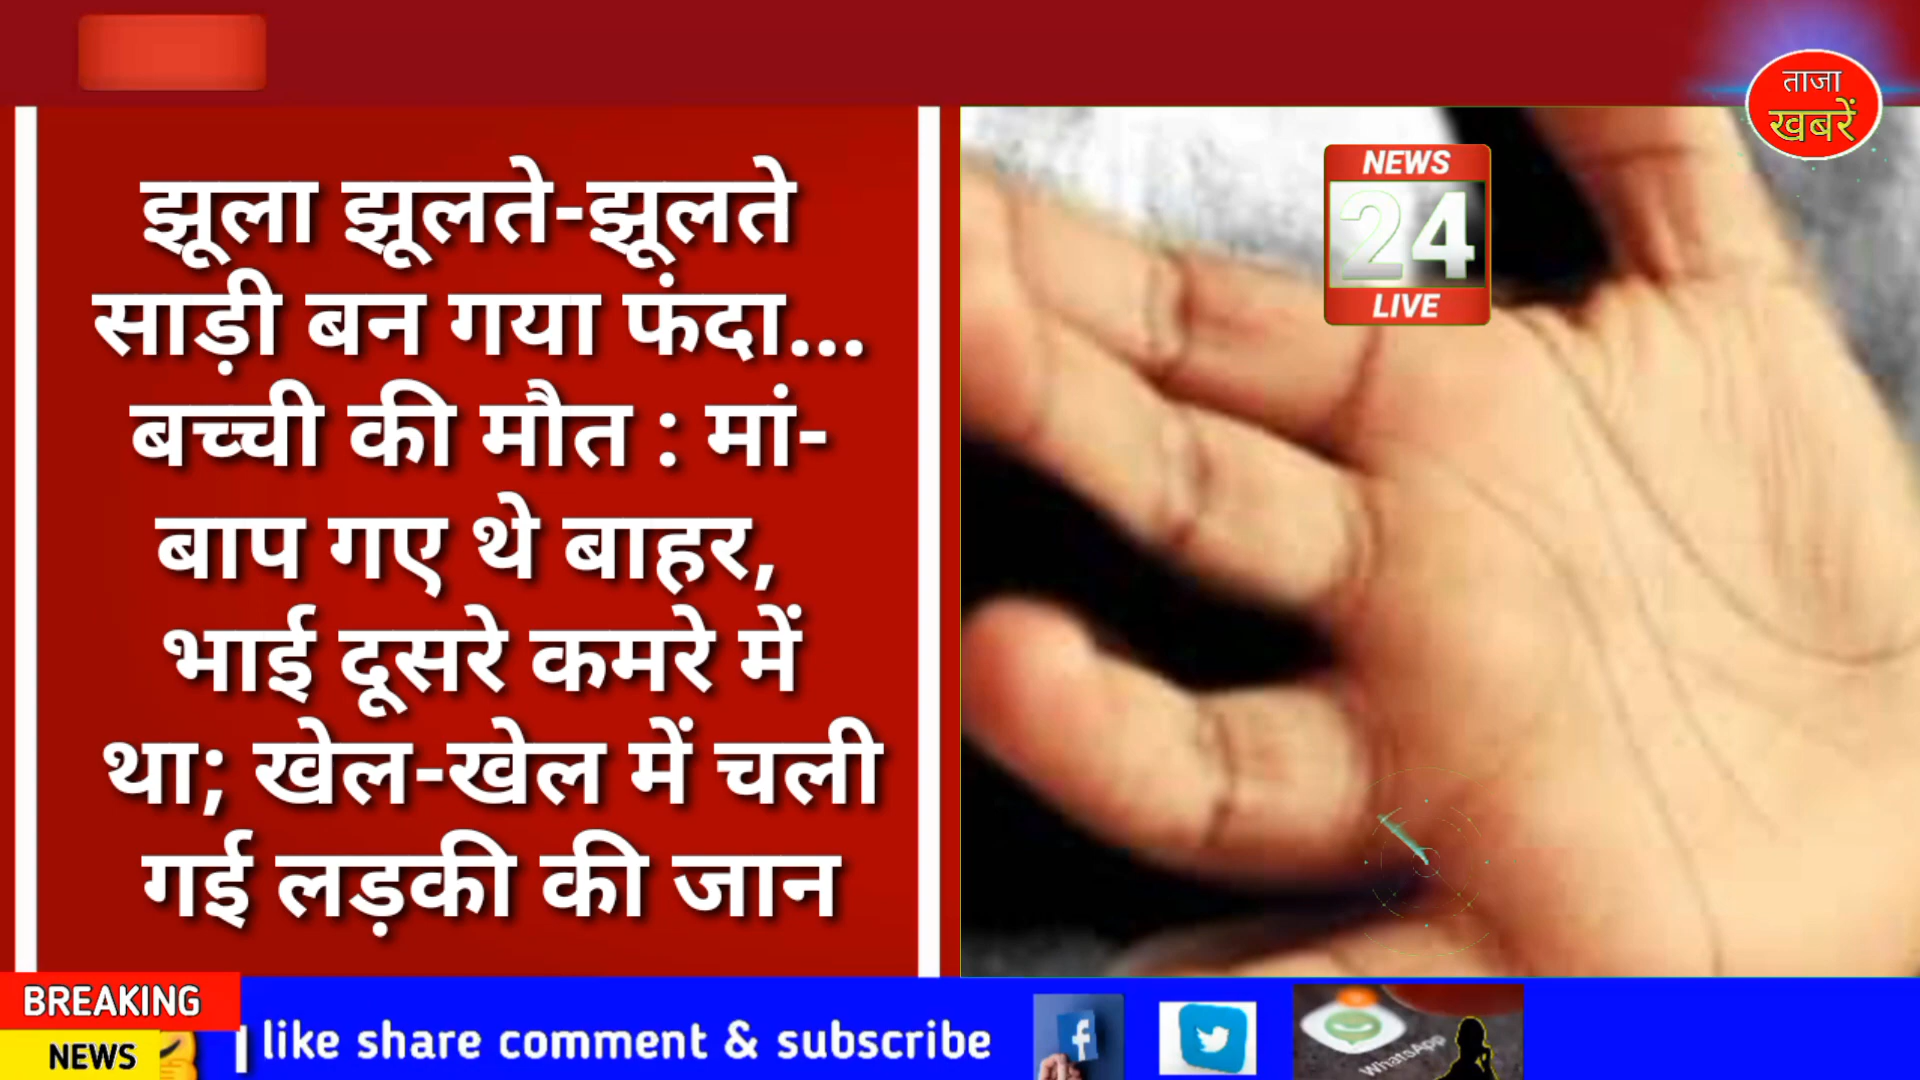 ताजा
खबरें
झूला झूलते-झूलते
साड़ी बन गया फंदा...
बच्ची की मौत : मां-
बाप गए थे बाहर,
भाई दूसरे कमरे में
था; खेल-खेल में चली
गई लड़की की जान
NEWS
24
LIVE
BREAKING
NEWS
like share comment & subscribe
WhatsApp